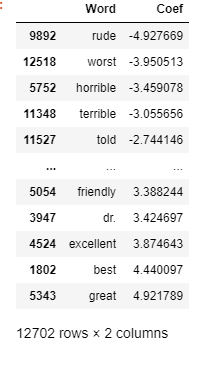 Word Coef
9892 rude -4.927669
12518 worst -3.950513
5752 horrible -3.459078
11348 terrible -3.055656
11527 told -2.744146
... ... ...
5054 friendly 3.388244
3947 dr. 3.424697
4524 excellent 3.874643
1802 best 4.440097
5343 great 4.921789
12702 rows × 2 columns